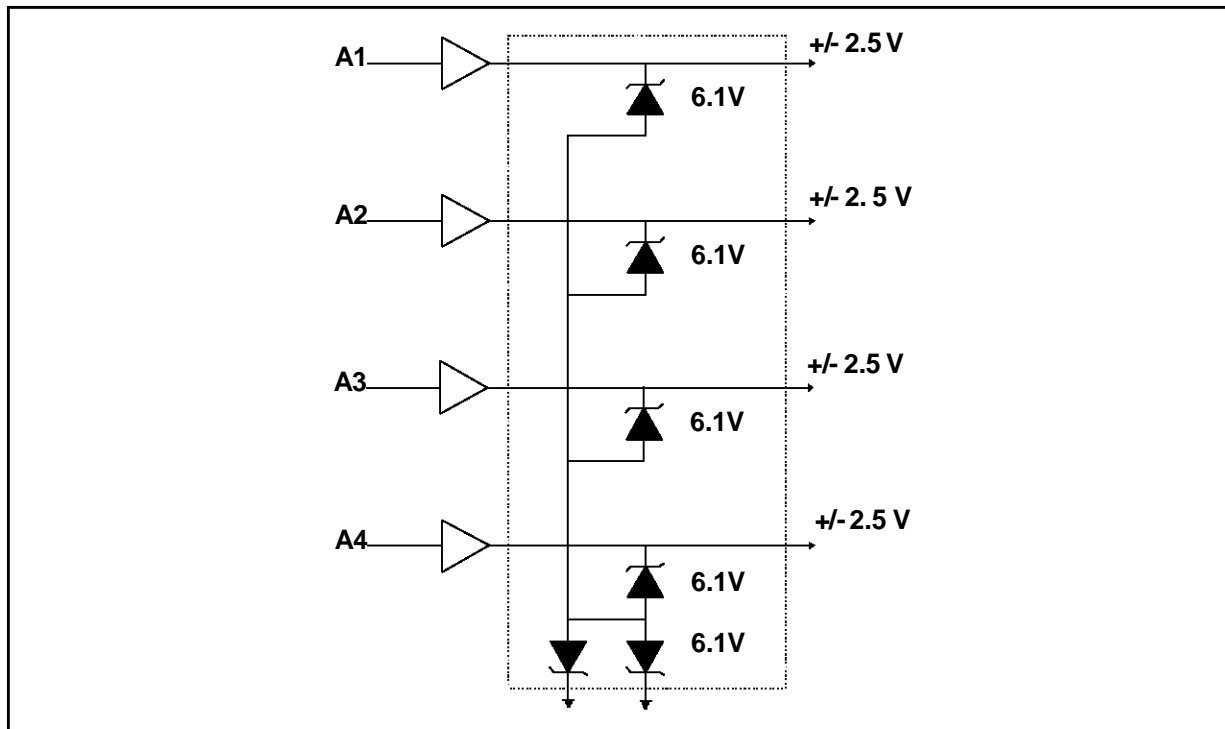 A1
+/- 2.5 V
6.1V
A2
+/- 2. 5 V
6.1V
A3
+/- 2.5 V
6.1V
A4
+/- 2.5 V
6.1V
6.1V